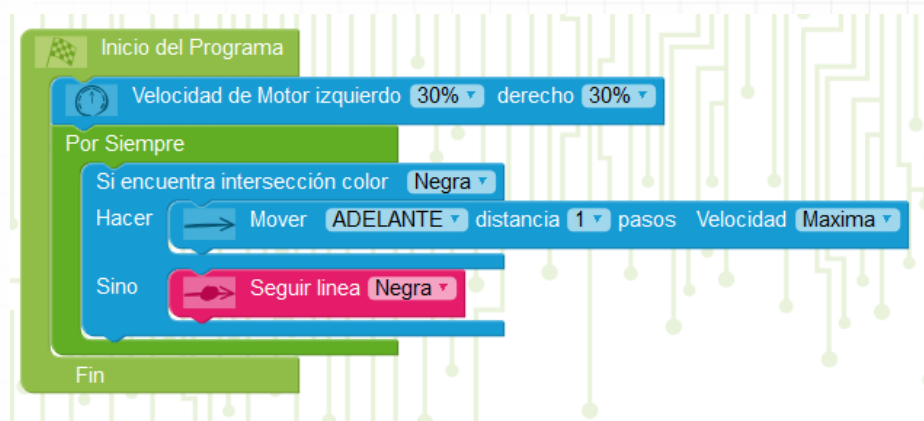 Inicio del Programa
Velocidad de Motor izquierdo 30% derecho 30%
Por Siempre
Si encuentra intersección color Negra
Hacer Mover ADELANTE distancia 1 pasos Velocidad Maxima
Sino Seguir linea Negra
Fin